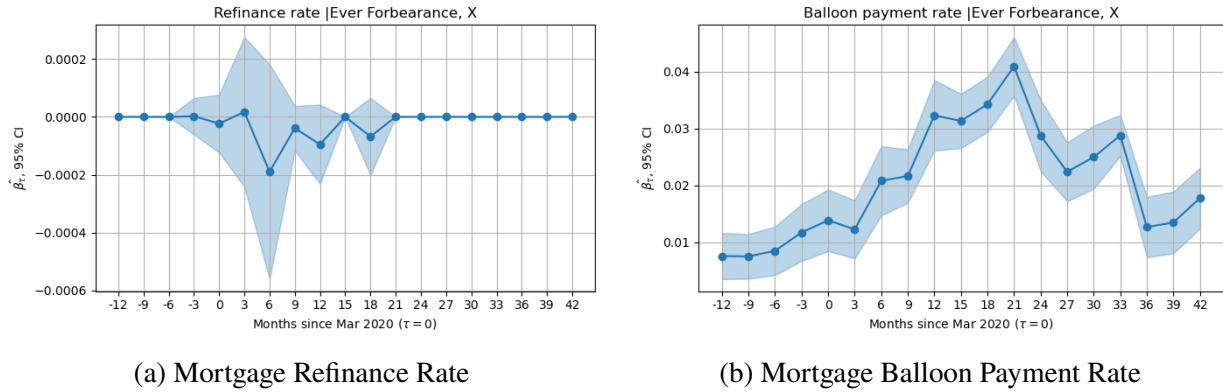 Refinance rate |Ever Forbearance, X
0.0002
0.0000
−0.0002
−0.0004
−0.0006
β̂τ, 95% CI
-12 -9 -6 -3 0 3 6 9 12 15 18 21 24 27 30 33 36 39 42
Months since Mar 2020 (τ = 0)
(a) Mortgage Refinance Rate
Balloon payment rate |Ever Forbearance, X
0.04
0.03
0.02
0.01
β̂τ, 95% CI
-12 -9 -6 -3 0 3 6 9 12 15 18 21 24 27 30 33 36 39 42
Months since Mar 2020 (τ = 0)
(b) Mortgage Balloon Payment Rate